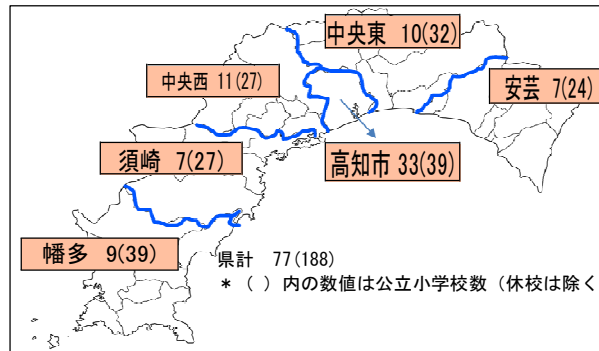 中央東 10(32)
中央西 11(27)
安芸 7(24)
須崎 7(27)
高知市 33(39)
幡多 9(39)
県計 77(188)
*（ ）内の数値は公立小学校数（休校は除く